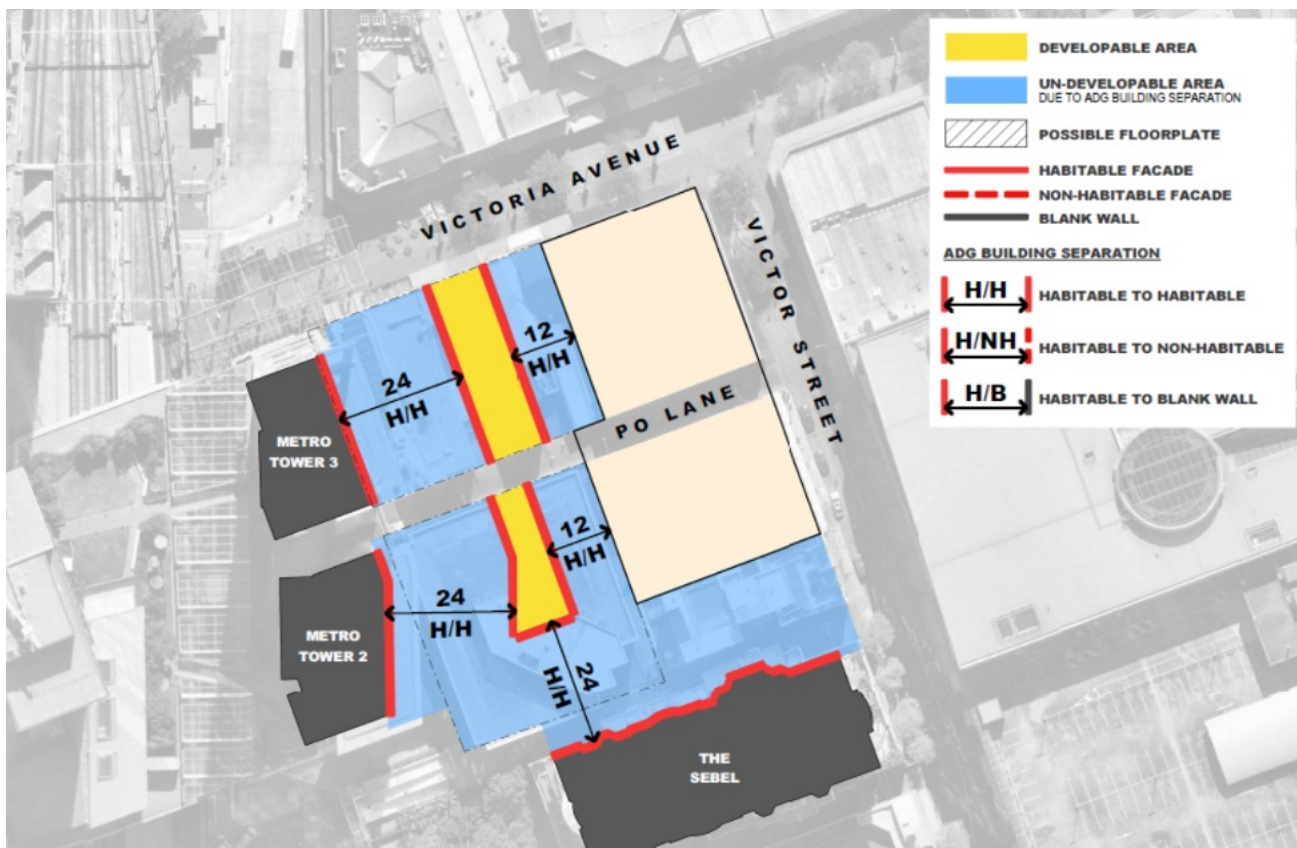 DEVELOPABLE AREA
UN-DEVELOPABLE AREA
DUE TO ADG BUILDING SEPARATION
POSSIBLE FLOORPLATE
HABITABLE FACADE
NON-HABITABLE FACADE
BLANK WALL
ADG BUILDING SEPARATION
H/H
HABITABLE TO HABITABLE
H/NH
HABITABLE TO NON-HABITABLE
H/B
HABITABLE TO BLANK WALL
VICTORIA AVENUE
VICTOR STREET
12
H/H
24
H/H
PO LANE
METRO
TOWER 3
12
H/H
24
H/H
METRO
TOWER 2
24
H/H
THE
SEBEL